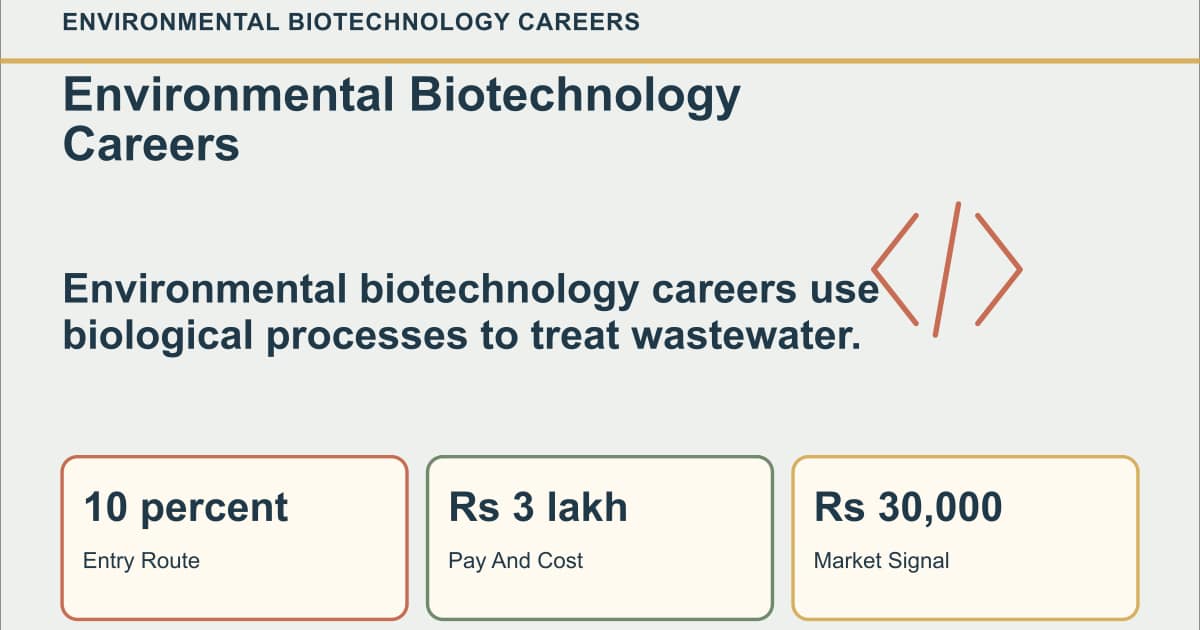 ENVIRONMENTAL BIOTECHNOLOGY CAREERS
Environmental Biotechnology
Careers
Environmental biotechnology careers use
biological processes to treat wastewater.
10 percent
Entry Route
Rs 3 lakh
Pay And Cost
Rs 30,000
Market Signal